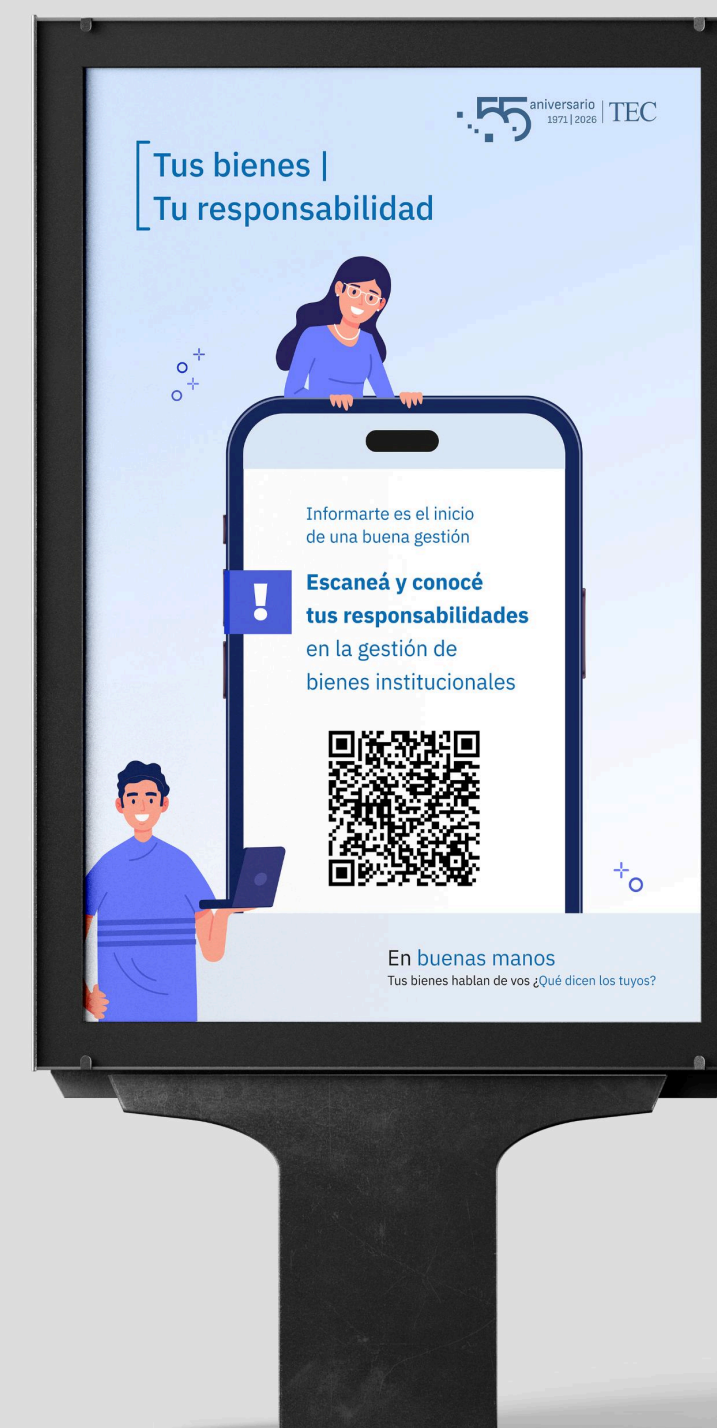 55 aniversario | TEC
1971 | 2026
Tus bienes |
Tu responsabilidad
Informarte es el inicio
de una buena gestión
!
Escaneá y conocé
tus responsabilidades
en la gestión de
bienes institucionales
En buenas manos
Tus bienes hablan de vos ¿Qué dicen los tuyos?